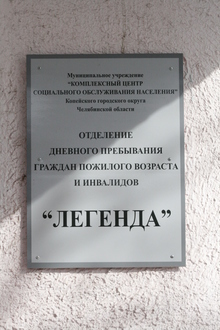 Муниципальное учреждение
"КОМПЛЕКСНЫЙ ЦЕНТР
СОЦИАЛЬНОГО ОБСЛУЖИВАНИЯ НАСЕЛЕНИЯ"
Копейского городского округа
Челябинской области
ОТДЕЛЕНИЕ
ДНЕВНОГО ПРЕБЫВАНИЯ
ГРАЖДАН ПОЖИЛОГО ВОЗРАСТА
И ИНВАЛИДОВ
“ЛЕГЕНДА”